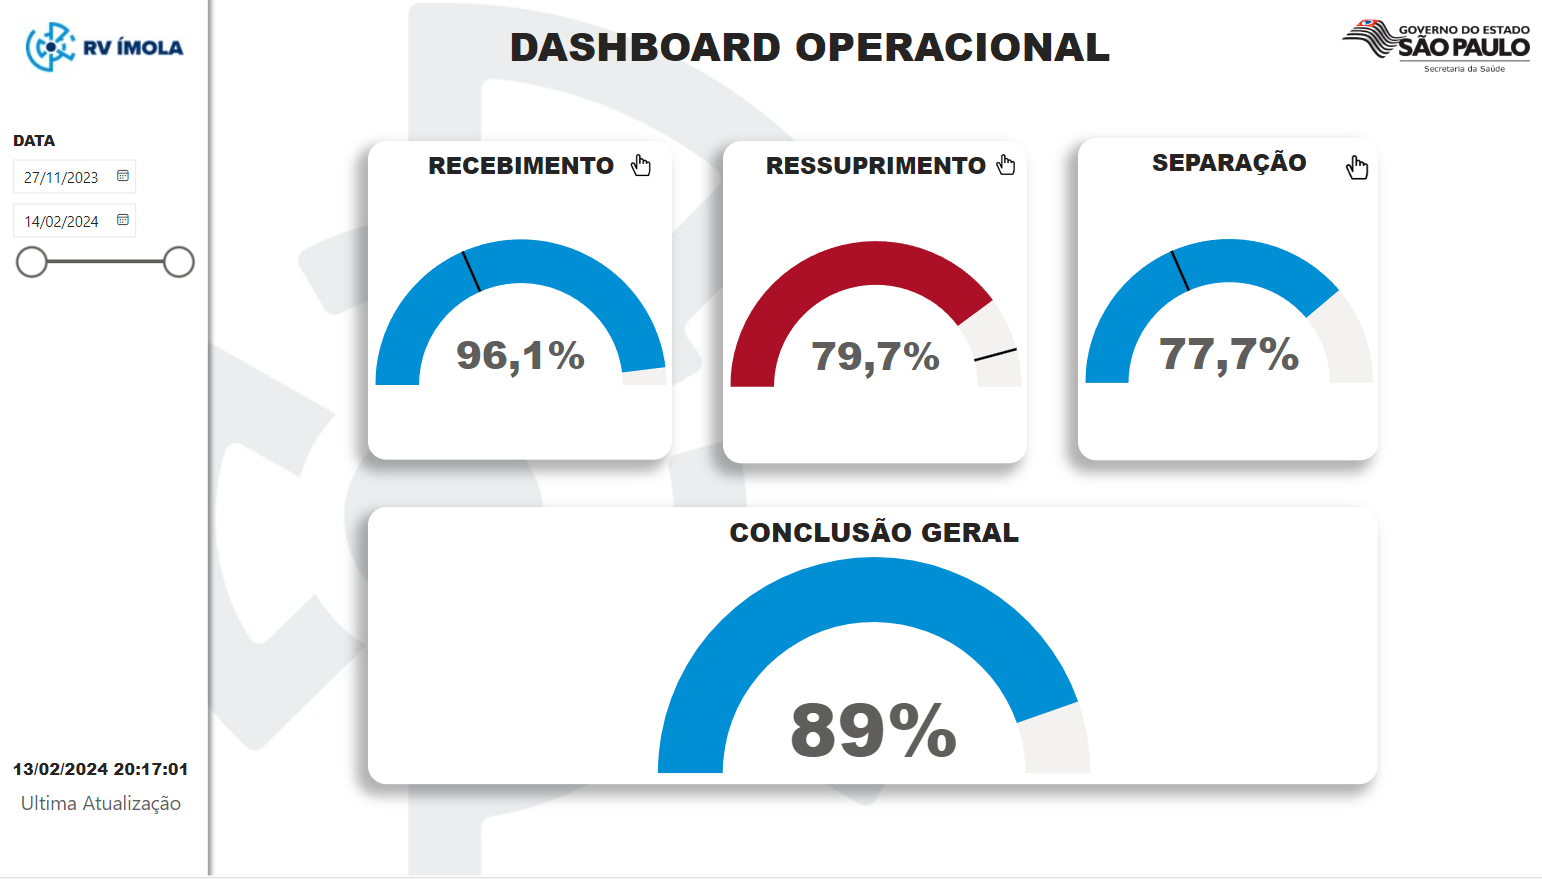 RV ÍMOLA
DASHBOARD OPERACIONAL
GOVERNO DO ESTADO
SÃO PAULO
Secretaria da Saúde
DATA
27/11/2023
14/02/2024
RECEBIMENTO
96,1%
RESSUPRIMENTO
79,7%
SEPARAÇÃO
77,7%
CONCLUSÃO GERAL
89%
13/02/2024 20:17:01
Ultima Atualização